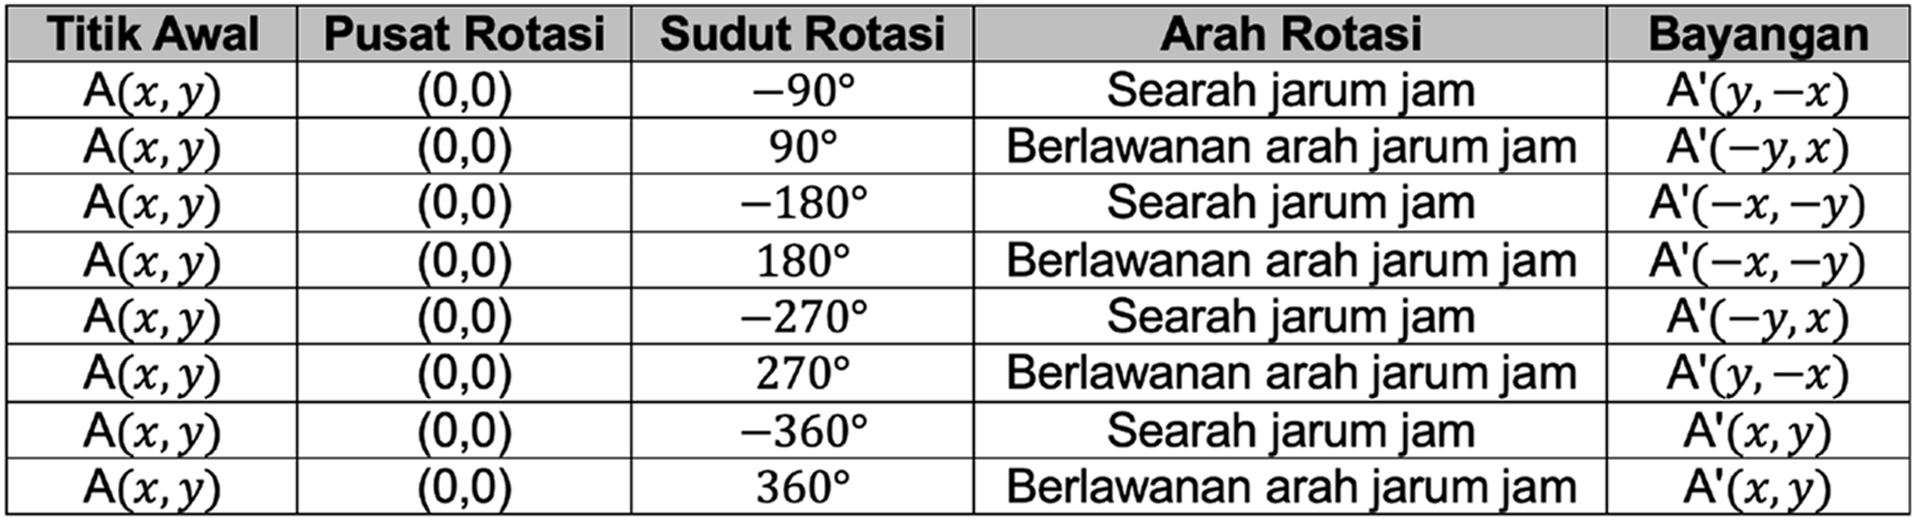 Titik Awal Pusat Rotasi Sudut Rotasi Arah Rotasi Bayangan
A(x, y) (0,0) −90° Searah jarum jam A'(y, −x)
A(x, y) (0,0) 90° Berlawanan arah jarum jam A'(−y, x)
A(x, y) (0,0) −180° Searah jarum jam A'(−x, −y)
A(x, y) (0,0) 180° Berlawanan arah jarum jam A'(−x, −y)
A(x, y) (0,0) −270° Searah jarum jam A'(−y, x)
A(x, y) (0,0) 270° Berlawanan arah jarum jam A'(y, −x)
A(x, y) (0,0) −360° Searah jarum jam A'(x, y)
A(x, y) (0,0) 360° Berlawanan arah jarum jam A'(x, y)